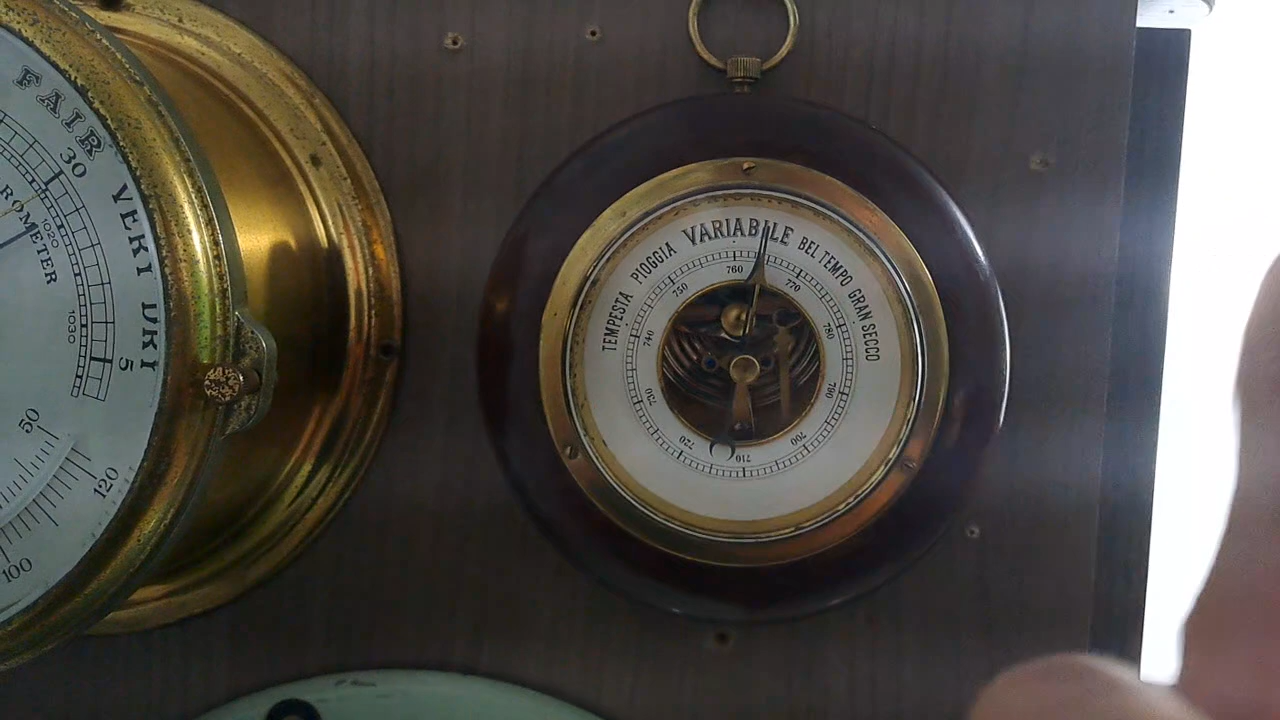 FAIR
30
VERY DRY
ROMETER
1020
1030
5
50
120
100
TEMPESTA PIOGGIA VARIABILE BEL TEMPO GRAN SECCO
730 740 750 760 770 780 790
720 710 700